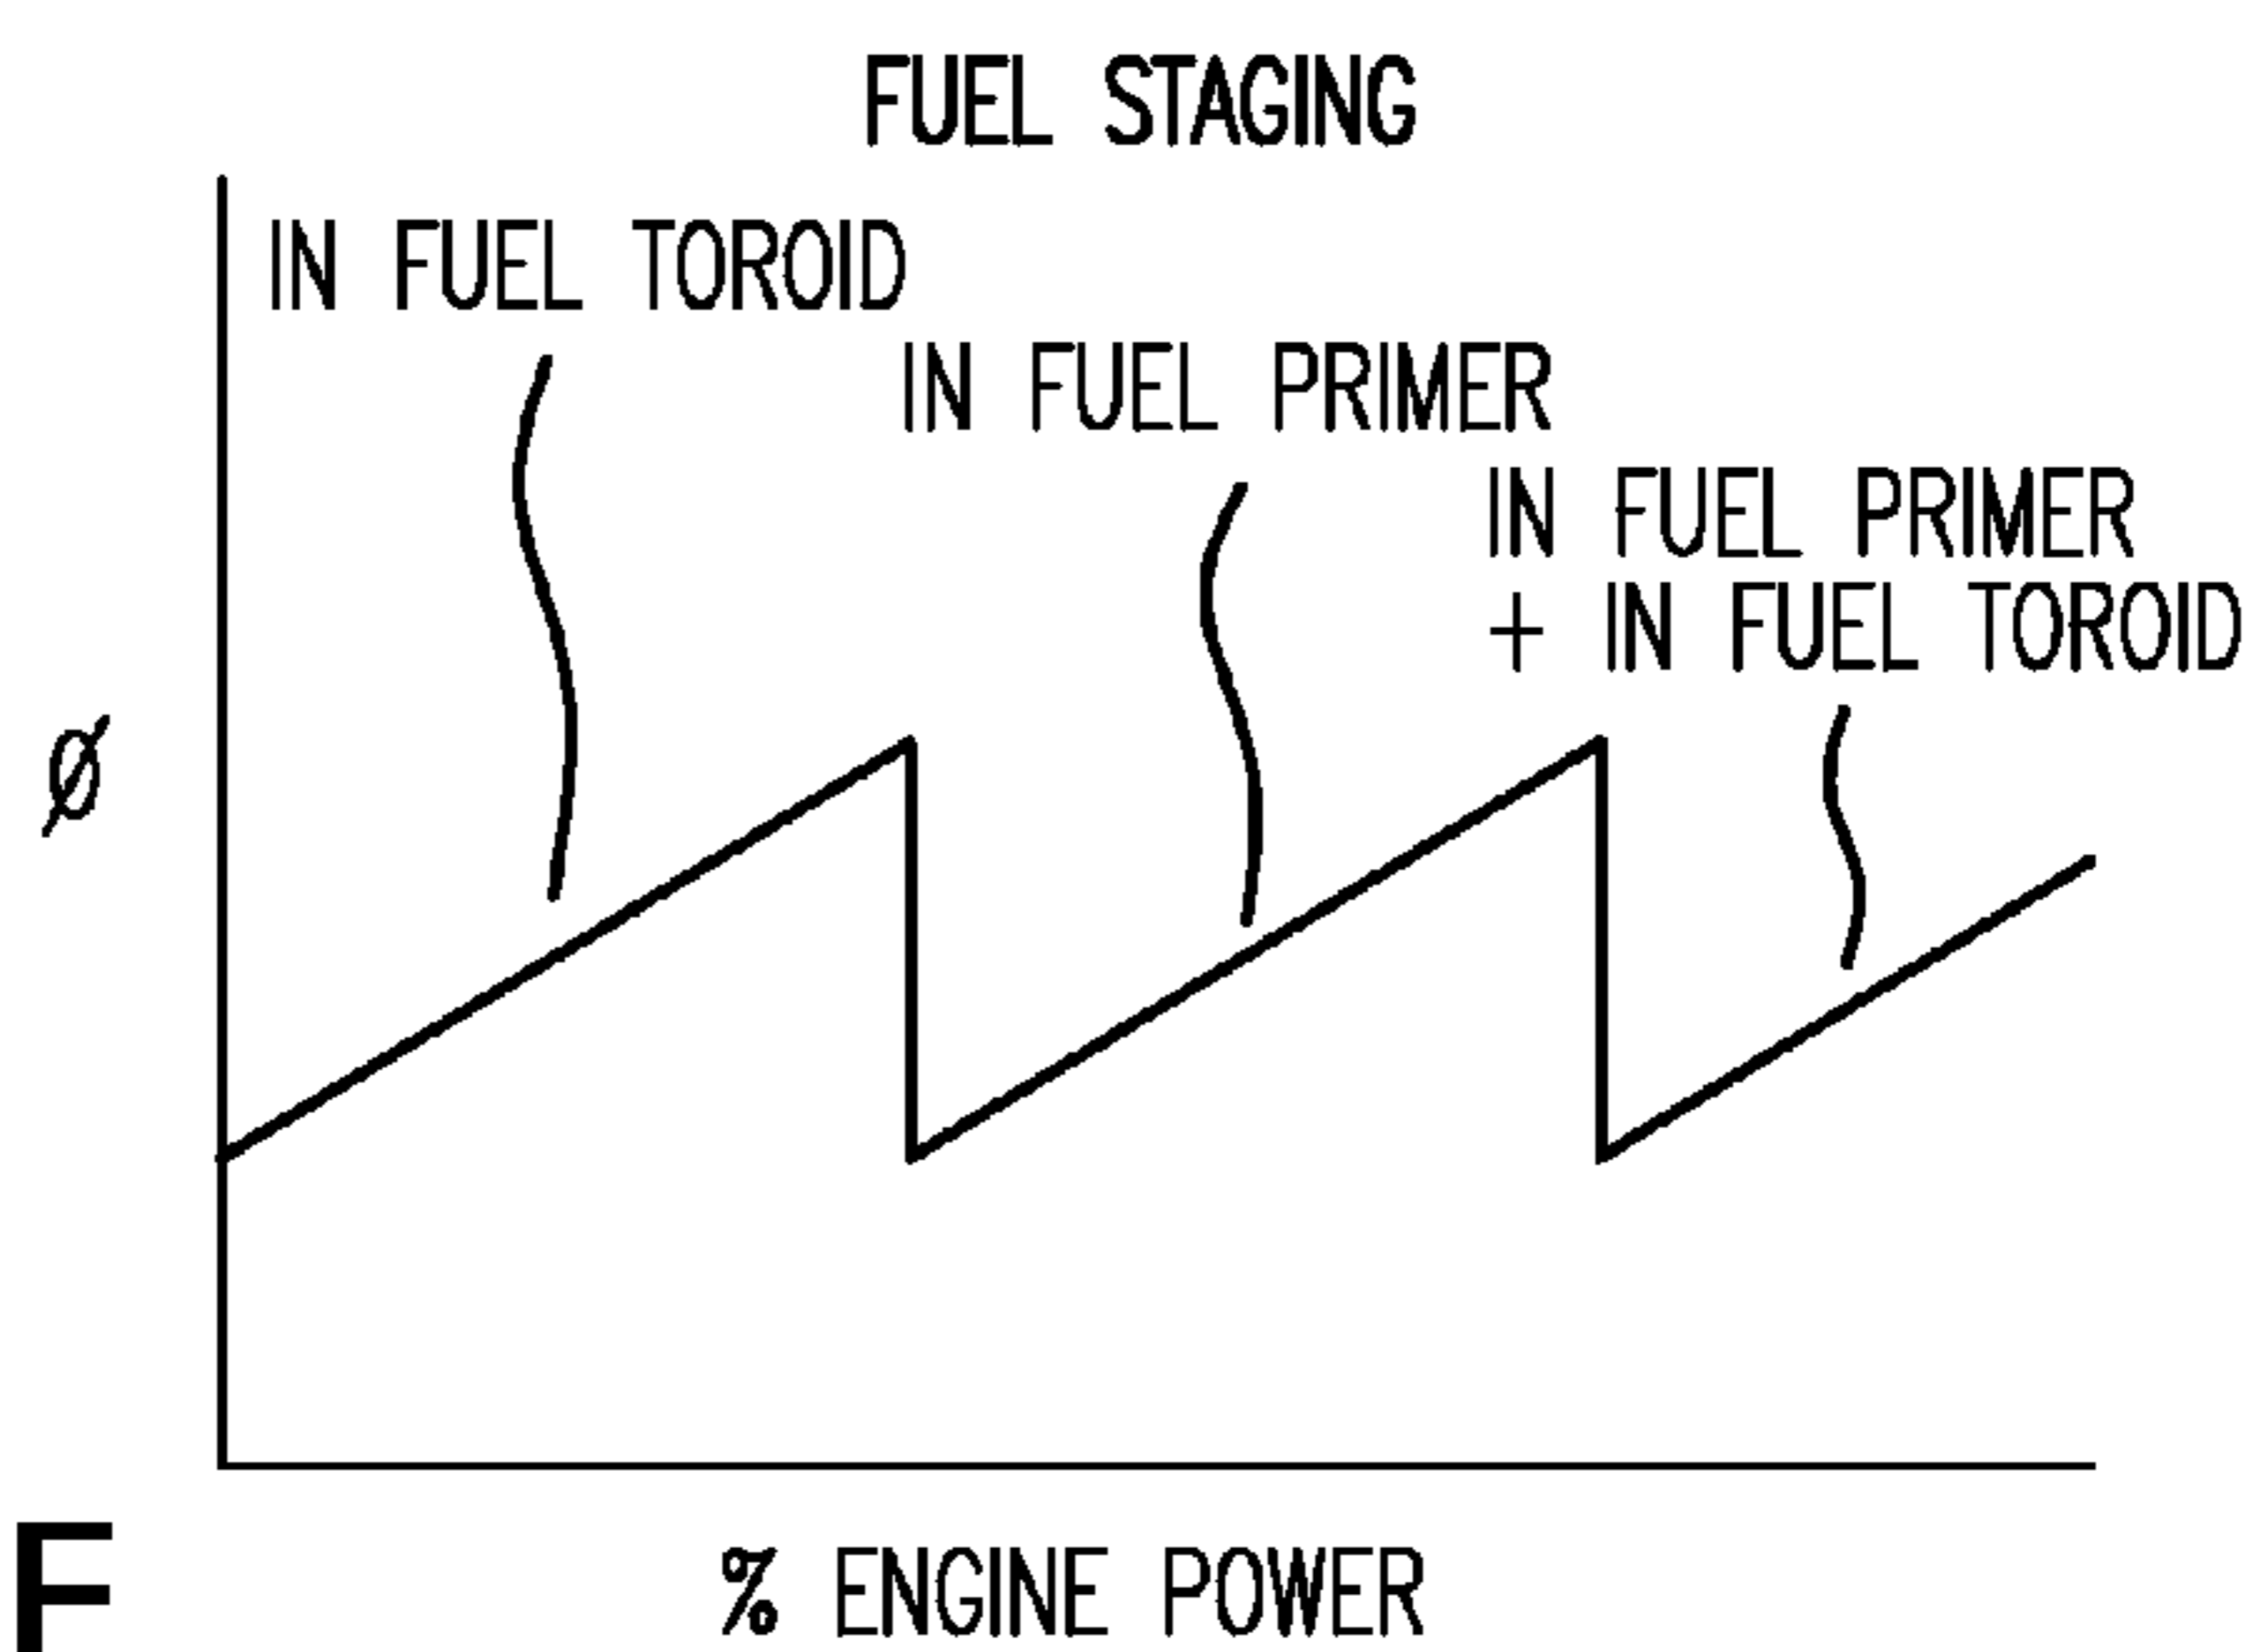 FUEL STAGING
IN FUEL TOROID
IN FUEL PRIMER
IN FUEL PRIMER
+ IN FUEL TOROID
Ø
% ENGINE POWER
F